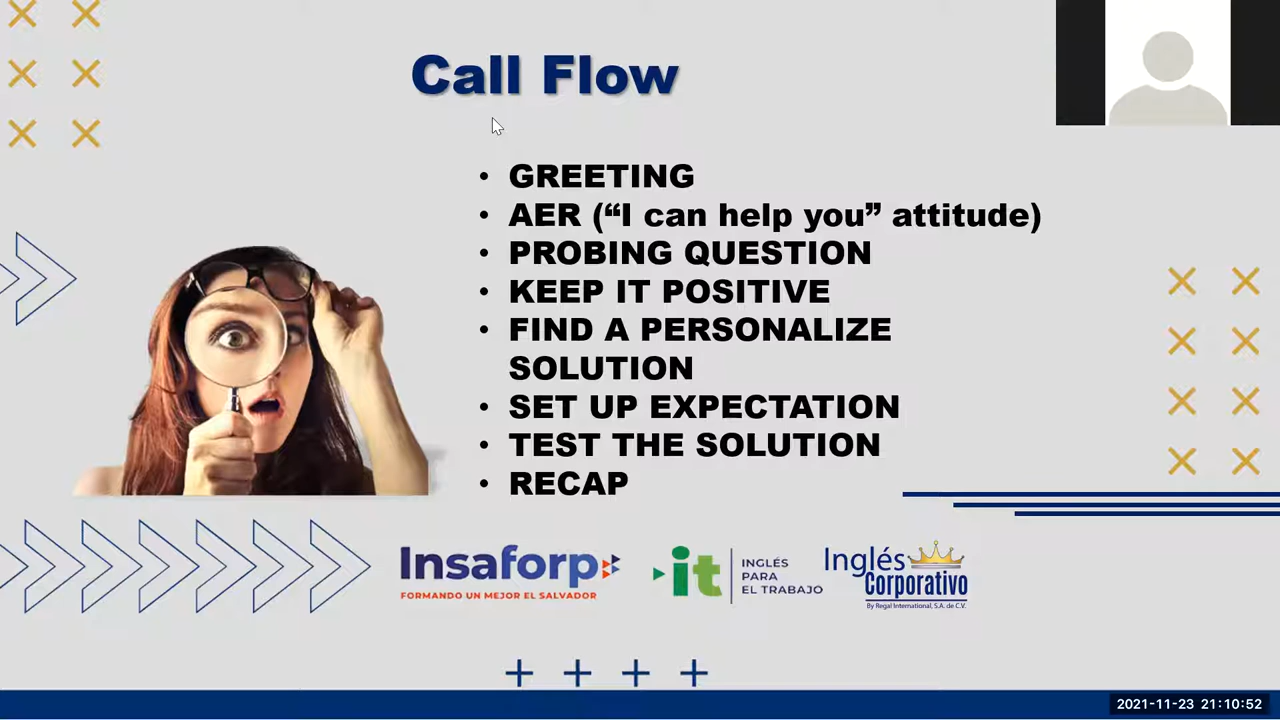 Call Flow
• GREETING
• AER (“I can help you” attitude)
• PROBING QUESTION
• KEEP IT POSITIVE
• FIND A PERSONALIZE
SOLUTION
• SET UP EXPECTATION
• TEST THE SOLUTION
• RECAP
Insaforp
FORMANDO UN MEJOR EL SALVADOR
it
INGLÉS
PARA
EL TRABAJO
Inglés
Corporativo
By Regal International, S.A. de C.V.
2021-11-23 21:10:52